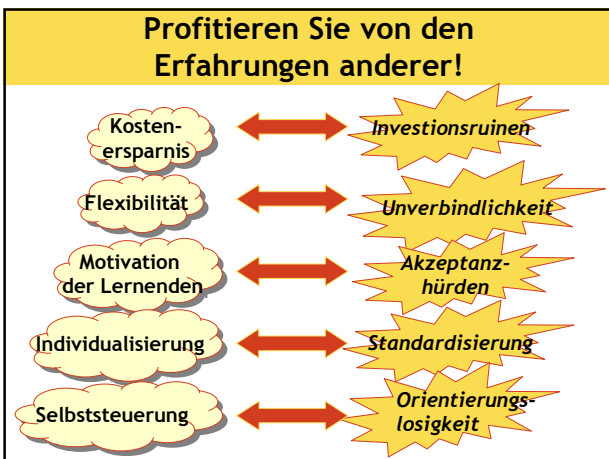 Profitieren Sie von den
Erfahrungen anderer!
Kosten-
ersparnis
Investionsruinen
Flexibilität
Unverbindlichkeit
Motivation
der Lernenden
Akzeptanz-
hürden
Individualisierung
Standardisierung
Selbststeuerung
Orientierungs-
losigkeit